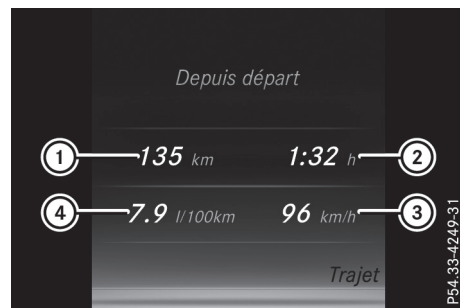 Depuis départ
1 135 km 1:32 h 2
4 7.9 l/100km 96 km/h 3
Trajet
P54.33-4249-31